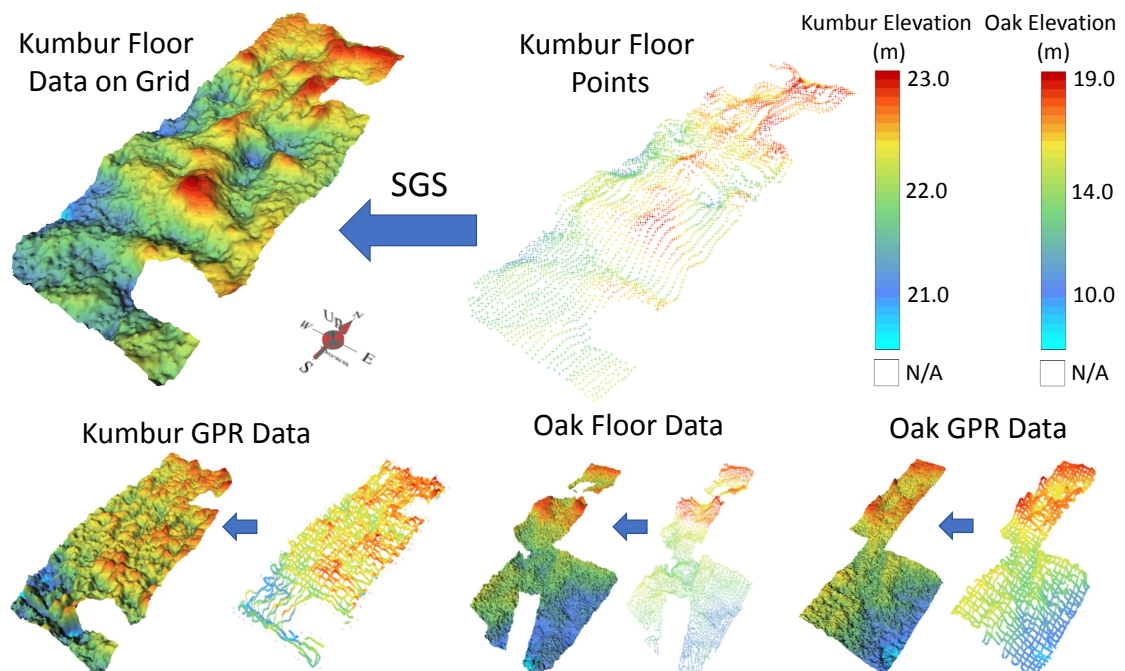 Kumbur Floor
Data on Grid
Kumbur Floor
Points
Kumbur Elevation
(m)
Oak Elevation
(m)
23.0
22.0
21.0
N/A
19.0
14.0
10.0
N/A
SGS
Up
N
W
E
S
Down
Kumbur GPR Data
Oak Floor Data
Oak GPR Data